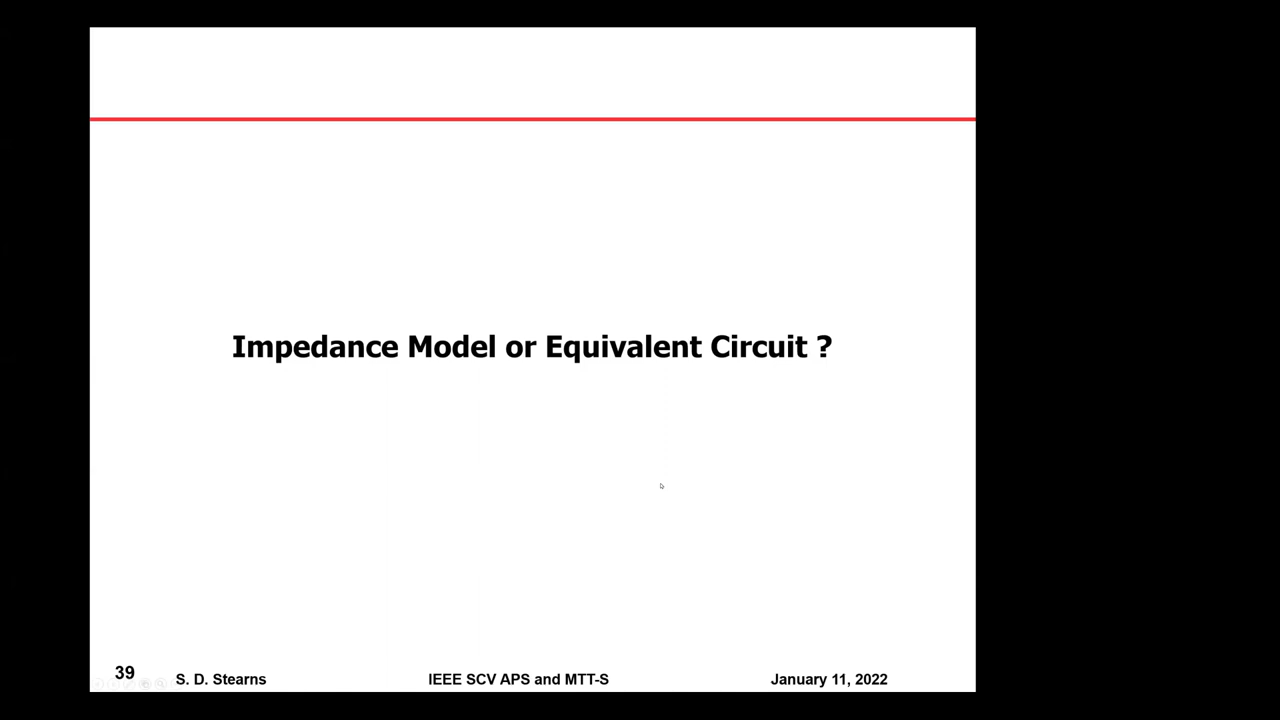 Impedance Model or Equivalent Circuit ?
39 S. D. Stearns IEEE SCV APS and MTT-S January 11, 2022